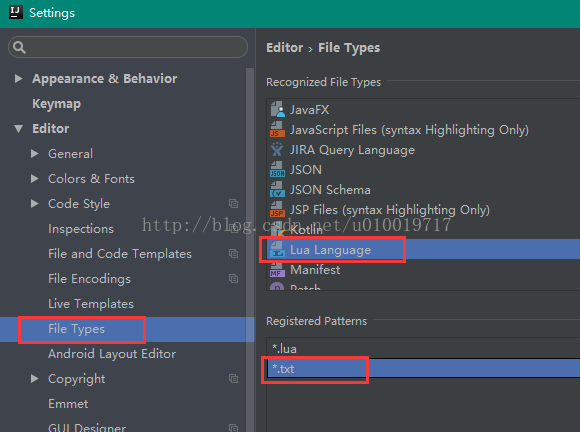 IJ Settings
Appearance & Behavior
Keymap
Editor
General
Colors & Fonts
Code Style
Inspections
File and Code Templates
File Encodings
Live Templates
File Types
Android Layout Editor
Copyright
Emmet
GUI Designer
Editor › File Types
Recognized File Types
JavaFX
JavaScript Files (syntax Highlighting Only)
JIRA Query Language
JSON
JSON Schema
JSP Files (syntax Highlighting Only)
Kotlin
Lua Language
Manifest
Patch
Registered Patterns
*.lua
*.txt
http://blog.csdn.net/u010019717